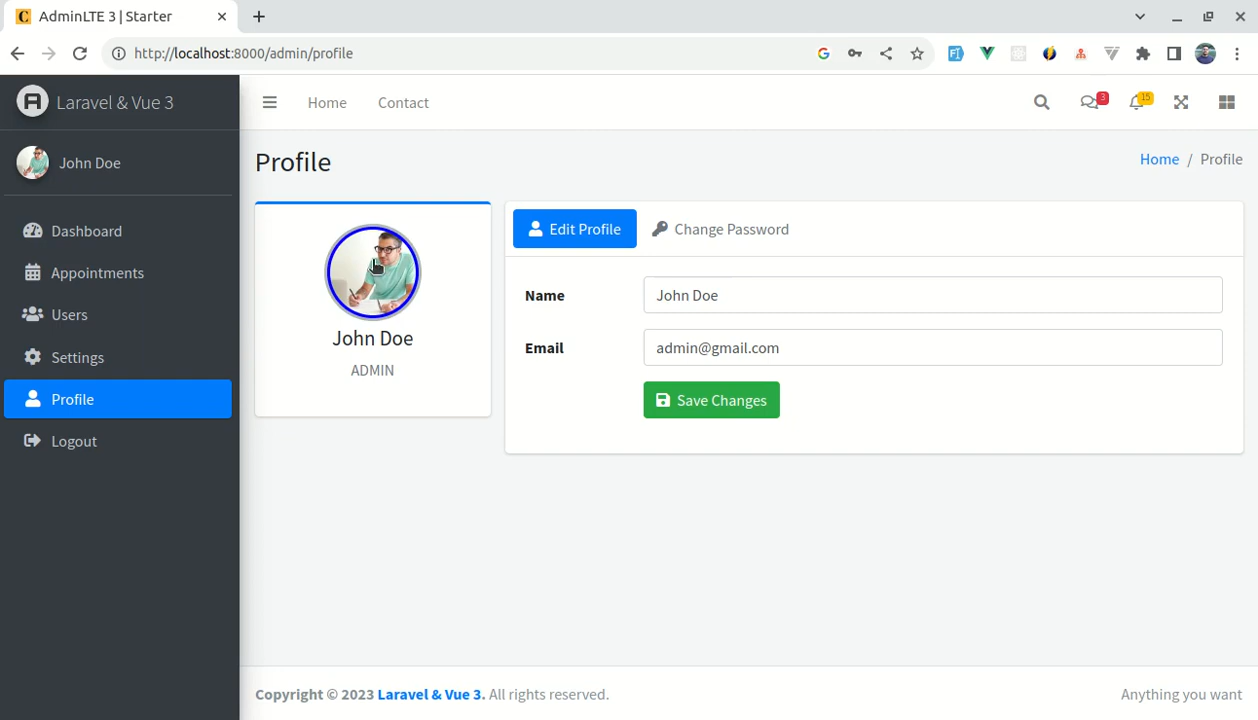 AdminLTE 3 | Starter
http://localhost:8000/admin/profile
Laravel & Vue 3
Home Contact
3
15
John Doe
Dashboard
Appointments
Users
Settings
Profile
Logout
Profile
Home / Profile
John Doe
ADMIN
Edit Profile Change Password
Name John Doe
Email admin@gmail.com
Save Changes
Copyright © 2023 Laravel & Vue 3. All rights reserved. Anything you want